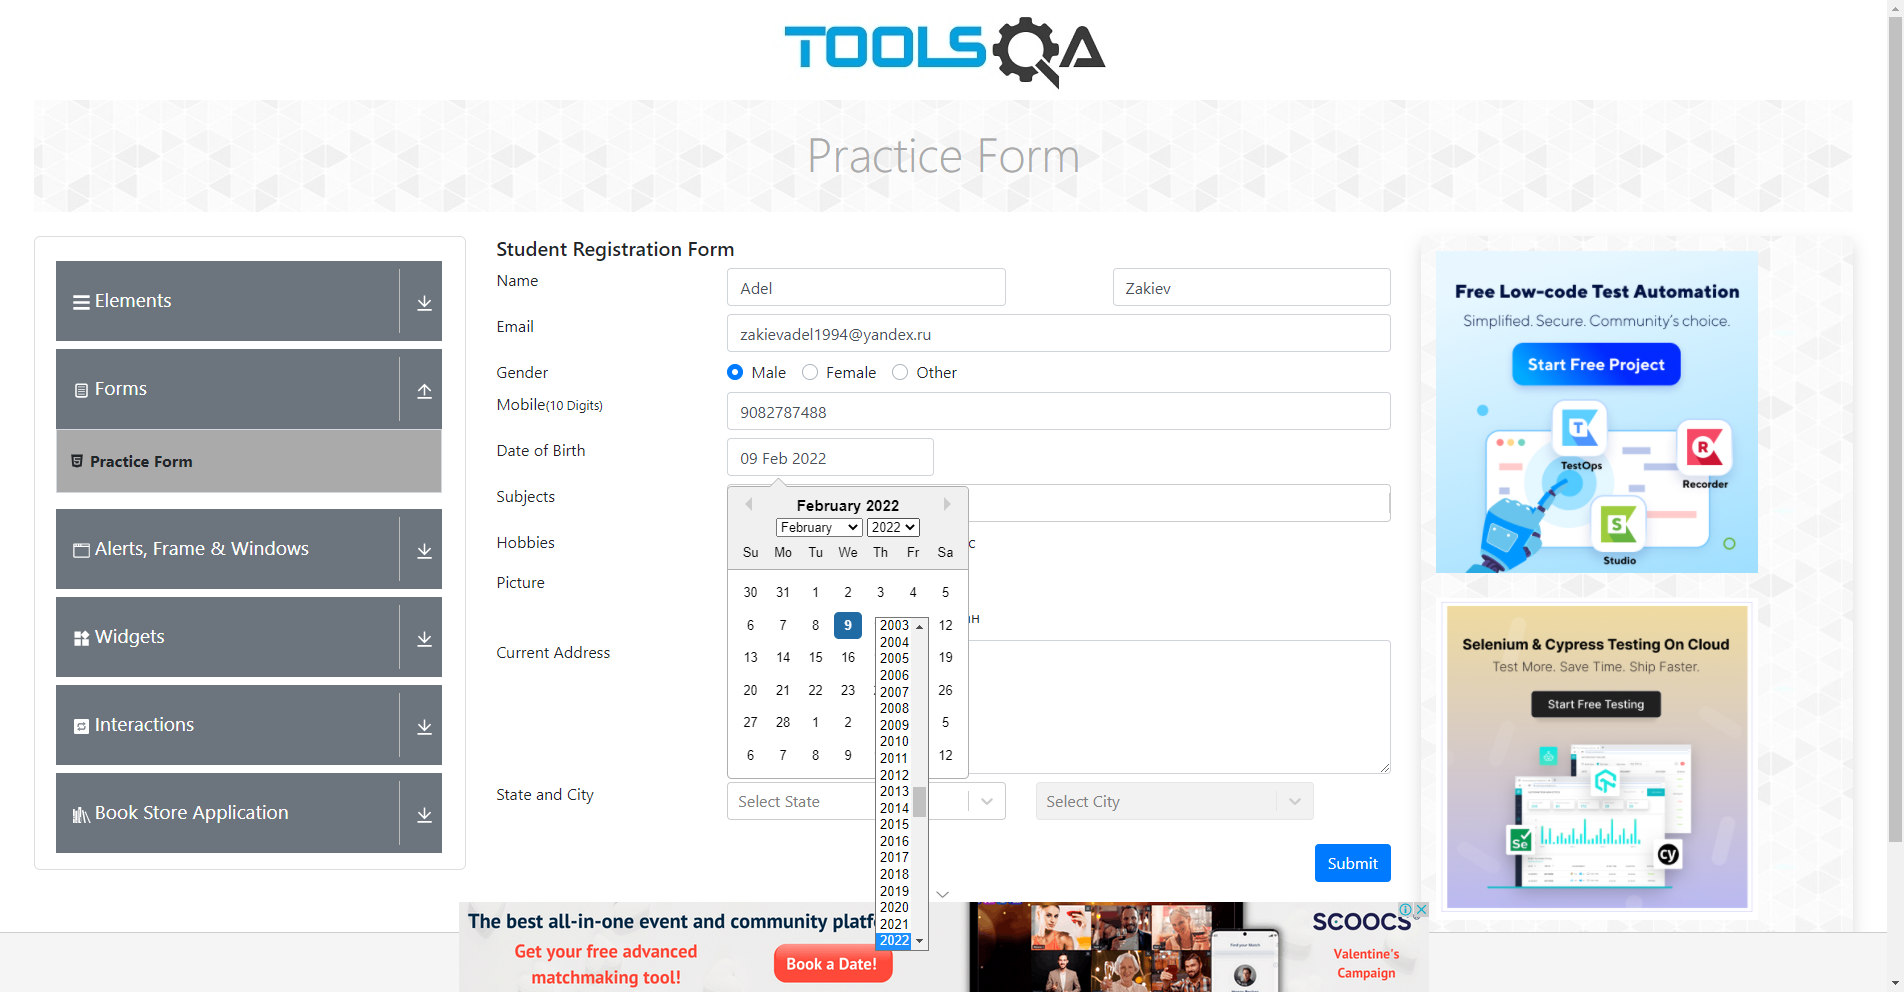 TOOLSQA
Practice Form
Elements
Forms
Practice Form
Alerts, Frame & Windows
Widgets
Interactions
Book Store Application
Student Registration Form
Name
Adel
Zakiev
Email
zakievadel1994@yandex.ru
Gender
Male
Female
Other
Mobile(10 Digits)
9082787488
Date of Birth
09 Feb 2022
Subjects
Hobbies
с
Picture
ан
Current Address
February 2022
February
2022
Su Mo Tu We Th Fr Sa
30 31 1 2 3 4 5
6 7 8 9 12
13 14 15 16 19
20 21 22 23 26
27 28 1 2 5
6 7 8 9 12
2003
2004
2005
2006
2007
2008
2009
2010
2011
2012
2013
2014
2015
2016
2017
2018
2019
2020
2021
2022
State and City
Select State
Select City
Submit
Free Low-code Test Automation
Simplified. Secure. Community's choice.
Start Free Project
T
TestOps
R
Recorder
S
Studio
Selenium & Cypress Testing On Cloud
Test More. Save Time. Ship Faster.
Start Free Testing
Se
cy
The best all-in-one event and community platf
Get your free advanced
matchmaking tool!
Book a Date!
Find your Match
SCOOCS
Valentine's
Campaign